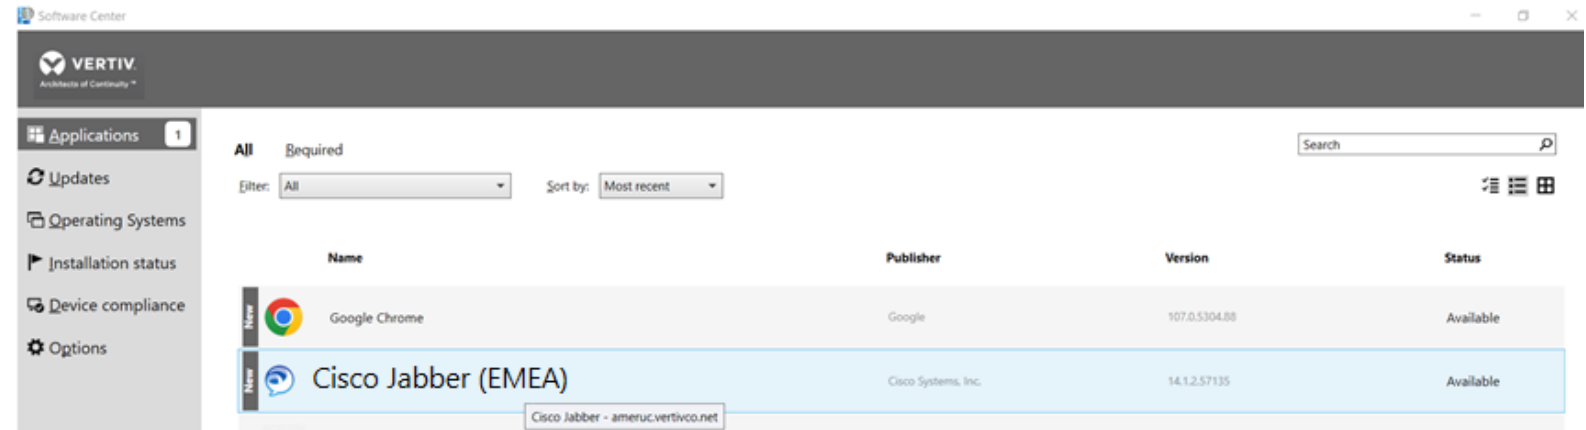 Software Center
VERTIV.
Architects of Continuity ™
Applications 1
Updates
Operating Systems
Installation status
Device compliance
Options
All Required
Search
Filter: All Sort by: Most recent
Name Publisher Version Status
New Google Chrome Google 107.0.5304.88 Available
New Cisco Jabber (EMEA) Cisco Systems, Inc. 14.1.2.57135 Available
Cisco Jabber - ameruc.vertivco.net